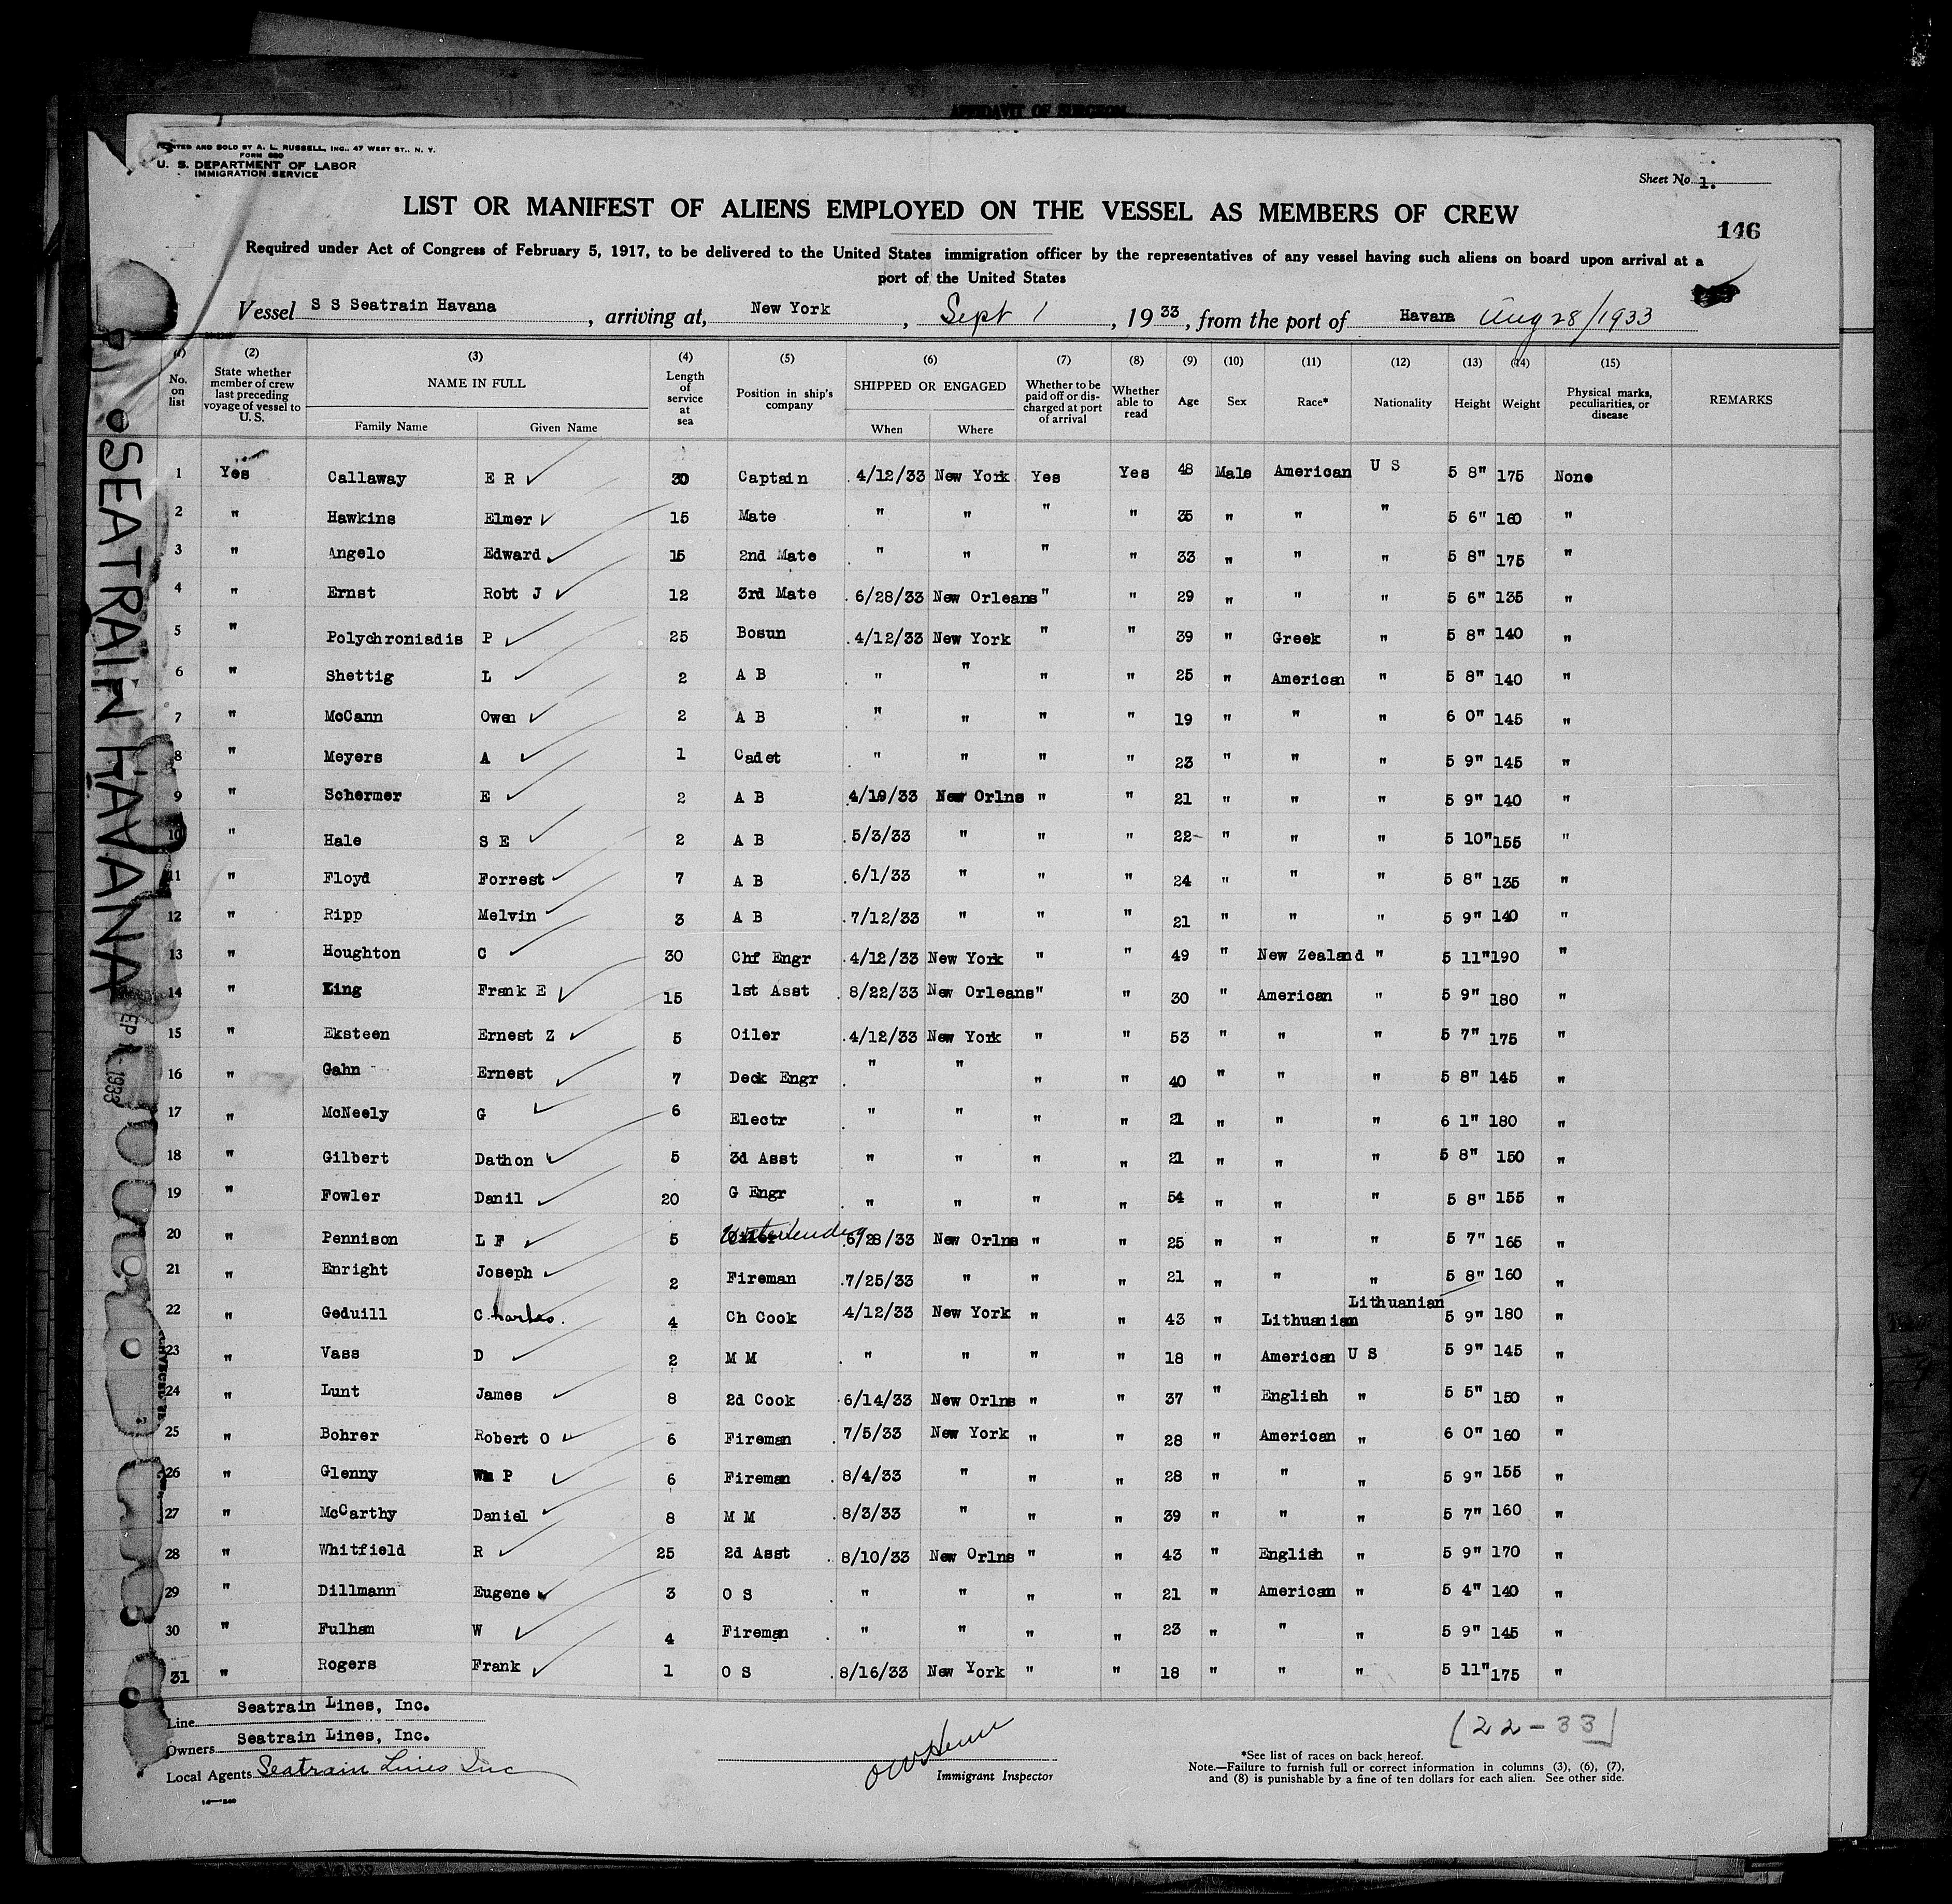 AFFIDAVIT OF SURGEON
PRINTED AND SOLD BY A. L. RUSSELL, INC., 47 WEST ST., N. Y.
FORM 680
U. S. DEPARTMENT OF LABOR
IMMIGRATION SERVICE
Sheet No. 1.
LIST OR MANIFEST OF ALIENS EMPLOYED ON THE VESSEL AS MEMBERS OF CREW
146
Required under Act of Congress of February 5, 1917, to be delivered to the United States immigration officer by the representatives of any vessel having such aliens on board upon arrival at a
port of the United States
Vessel S S Seatrain Havana, arriving at, New York, Sept 1, 1933, from the port of Havana Aug 28/1933
(1) No. on list (2) State whether member of crew last preceding voyage of vessel to U. S. (3) NAME IN FULL Family Name Given Name (4) Length of service at sea (5) Position in ship's company (6) SHIPPED OR ENGAGED When Where (7) Whether to be paid off or discharged at port of arrival (8) Whether able to read (9) Age (10) Sex (11) Race* (12) Nationality (13) Height (14) Weight (15) Physical marks, peculiarities, or disease REMARKS
1 Yes Callaway E R 30 Captain 4/12/33 New York Yes Yes 48 Male American U S 5 8" 175 None
2 " Hawkins Elmer 15 Mate " " " " 35 " " " 5 6" 160 "
3 " Angelo Edward 15 2nd Mate " " " " 33 " " " 5 8" 175 "
4 " Ernst Robt J 12 3rd Mate 6/28/33 New Orleans " " 29 " " " 5 6" 135 "
5 " Polychroniadis P 25 Bosun 4/12/33 New York " " 39 " Greek " 5 8" 140 "
6 " Shettig L 2 A B " " " " 25 " American " 5 8" 140 "
7 " McCann Owen 2 A B " " " " 19 " " " 6 0" 145 "
8 " Meyers A 1 Cadet " " " " 23 " " " 5 9" 145 "
9 " Schermer E 2 A B 4/19/33 New Orlns " " 21 " " " 5 9" 140 "
10 " Hale S E 2 A B 5/3/33 " " " 22 " " " 5 10" 155 "
11 " Floyd Forrest 7 A B 6/1/33 " " " 24 " " " 5 8" 135 "
12 " Ripp Melvin 3 A B 7/12/33 " " " 21 " " " 5 9" 140 "
13 " Houghton C 30 Chf Engr 4/12/33 New York " " 49 " New Zealand " 5 11" 190 "
14 " King Frank E 15 1st Asst 8/22/33 New Orleans " " 30 " American " 5 9" 180 "
15 " Eksteen Ernest Z 5 Oiler 4/12/33 New York " " 53 " " " 5 7" 175 "
16 " Gahn Ernest 7 Deck Engr " " " " 40 " " " 5 8" 145 "
17 " McNeely G 6 Electr " " " " 21 " " " 6 1" 180 "
18 " Gilbert Dathon 5 3d Asst " " " " 21 " " " 5 8" 150 "
19 " Fowler Danil 20 G Engr " " " " 54 " " " 5 8" 155 "
20 " Pennison L F 5 Watertender 6/28/33 New Orlns " " 25 " " " 5 7" 165 "
21 " Enright Joseph 2 Fireman 7/25/33 " " " 21 " " " 5 8" 160 "
22 " Geduill Charles. 4 Ch Cook 4/12/33 New York " " 43 " Lithuanian Lithuanian 5 9" 180 "
23 " Vass D 2 M M " " " " 18 " American U S 5 9" 145 "
24 " Lunt James 8 2d Cook 6/14/33 New Orlns " " 37 " English " 5 5" 150 "
25 " Bohrer Robert O 6 Fireman 7/5/33 New York " " 28 " American " 6 0" 160 "
26 " Glenny Wm P 6 Fireman 8/4/33 " " " 28 " " " 5 9" 155 "
27 " McCarthy Daniel 8 M M 8/3/33 " " " 39 " " " 5 7" 160 "
28 " Whitfield R 25 2d Asst 8/10/33 New Orlns " " 43 " English " 5 9" 170 "
29 " Dillmann Eugene 3 O S " " " " 21 " American " 5 4" 140 "
30 " Fulham W 4 Fireman " " " " 23 " " " 5 9" 145 "
31 " Rogers Frank 1 O S 8/16/33 New York " " 18 " " " 5 11" 175 "
SEATRAIN HAVANA
SEP 1 - 1933
Line Seatrain Lines, Inc.
Owners Seatrain Lines, Inc.
Local Agents Seatrain Lines Inc
Immigrant Inspector
[22-33]
*See list of races on back hereof.
Note.—Failure to furnish full or correct information in columns (3), (6), (7),
and (8) is punishable by a fine of ten dollars for each alien. See other side.